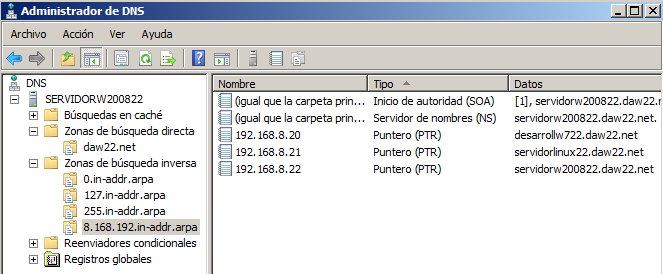 Administrador de DNS
Archivo Acción Ver Ayuda
DNS
SERVIDORW200822
Búsquedas en caché
Zonas de búsqueda directa
daw22.net
Zonas de búsqueda inversa
0.in-addr.arpa
127.in-addr.arpa
255.in-addr.arpa
8.168.192.in-addr.arpa
Reenviadores condicionales
Registros globales
Nombre Tipo Datos
(igual que la carpeta prin... Inicio de autoridad (SOA) [1], servidorw200822.daw22.n
(igual que la carpeta prin... Servidor de nombres (NS) servidorw200822.daw22.net.
192.168.8.20 Puntero (PTR) desarrollw722.daw22.net
192.168.8.21 Puntero (PTR) servidorlinux22.daw22.net
192.168.8.22 Puntero (PTR) servidorw200822.daw22.net